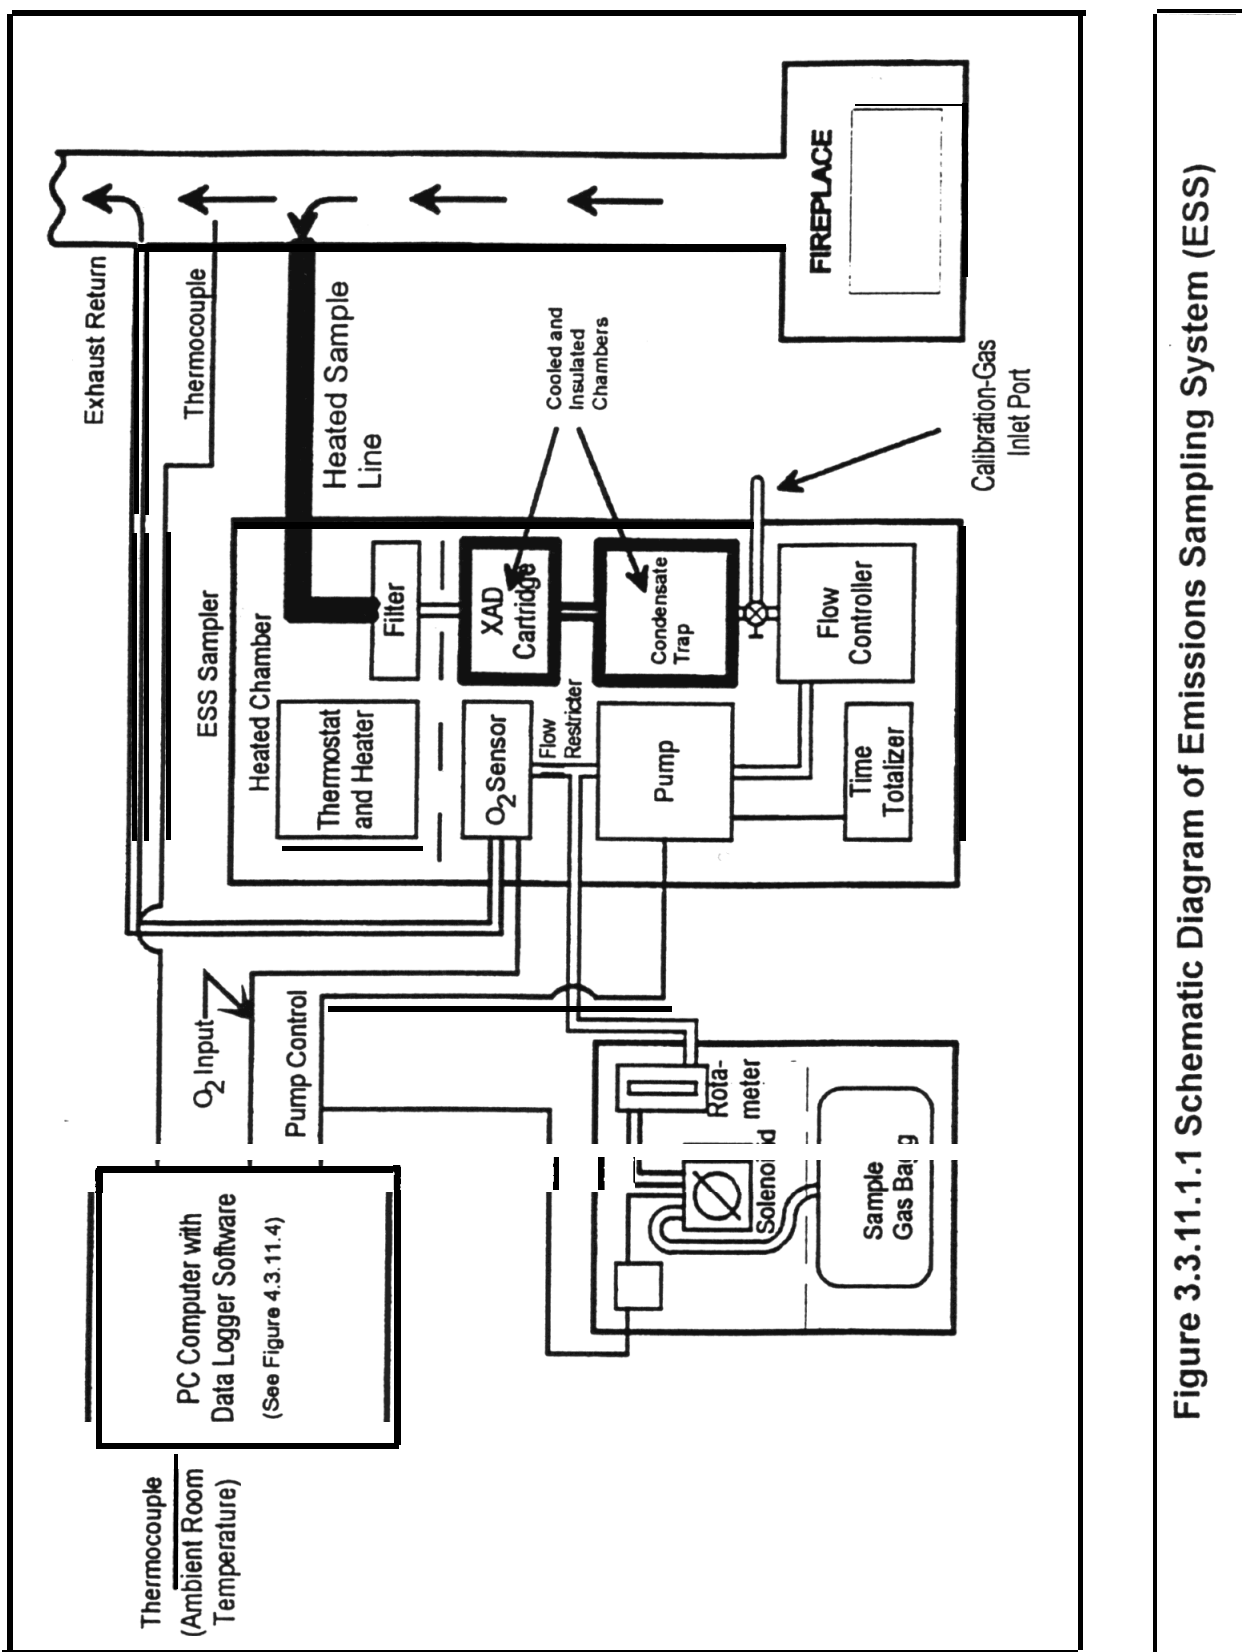 Thermocouple
(Ambient Room
Temperature)
PC Computer with
Data Logger Software
(See Figure 4.3.11.4)
O2 Input
Pump Control
Exhaust Return
Thermocouple
ESS Sampler
Heated Chamber
Thermostat
and Heater
Filter
Heated Sample
Line
O2 Sensor
Flow
Restricter
XAD
Cartridge
Cooled and
Insulated
Chambers
Pump
Condensate
Trap
Time
Totalizer
Flow
Controller
Calibration-Gas
Inlet Port
FIREPLACE
Rota-
meter
Solenoid
Sample
Gas Bag
Figure 3.3.11.1.1 Schematic Diagram of Emissions Sampling System (ESS)